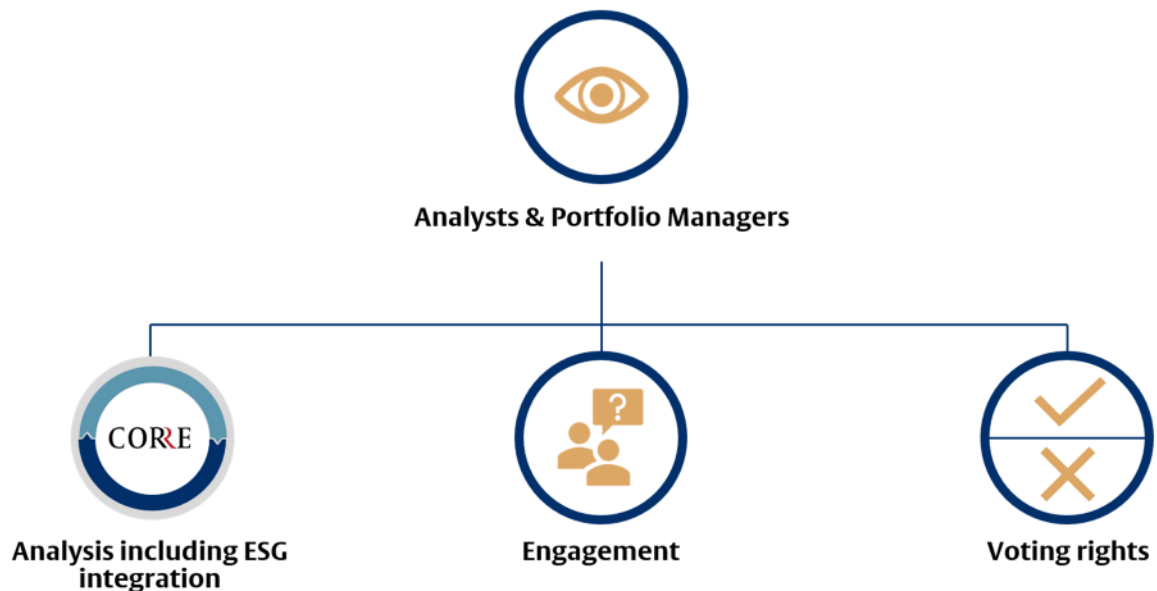 Analysts & Portfolio Managers
CORRE
?
Analysis including ESG
integration
Engagement
Voting rights